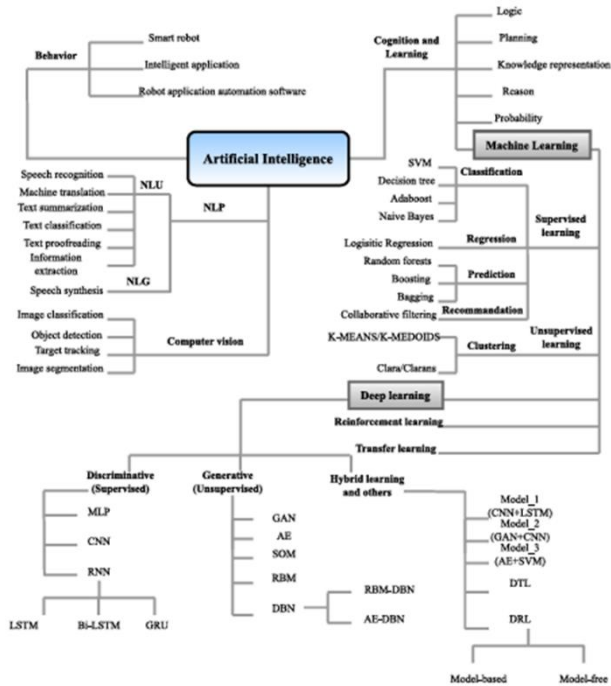 Logic
Behavior
Smart robot
Cognition and
Learning
Planning
Intelligent application
Knowledge representation
Robot application automation software
Reason
Probability
Artificial Intelligence
Machine Learning
SVM
Classification
Decision tree
Adaboost
Naive Bayes
Supervised
learning
Speech recognition
NLU
Machine translation
Text summarization
NLP
Text classification
Text proofreading
Information
extraction
NLG
Speech synthesis
Logisitic Regression
Regression
Random forests
Boosting
Prediction
Bagging
Collaborative filtering
Recommandation
Image classification
Object detection
Computer vision
Target tracking
Image segmentation
K-MEANS/K-MEDOIDS
Clustering
Unsupervised
learning
Clara/Clarans
Deep learning
Reinforcement learning
Transfer learning
Discriminative
(Supervised)
Generative
(Unsupervised)
Hybrid learning
and others
MLP
CNN
RNN
LSTM
Bi-LSTM
GRU
GAN
AE
SOM
RBM
DBN
RBM-DBN
AE-DBN
Model_1
(CNN+LSTM)
Model_2
(GAN+CNN)
Model_3
(AE+SVM)
DTL
DRL
Model-based
Model-free